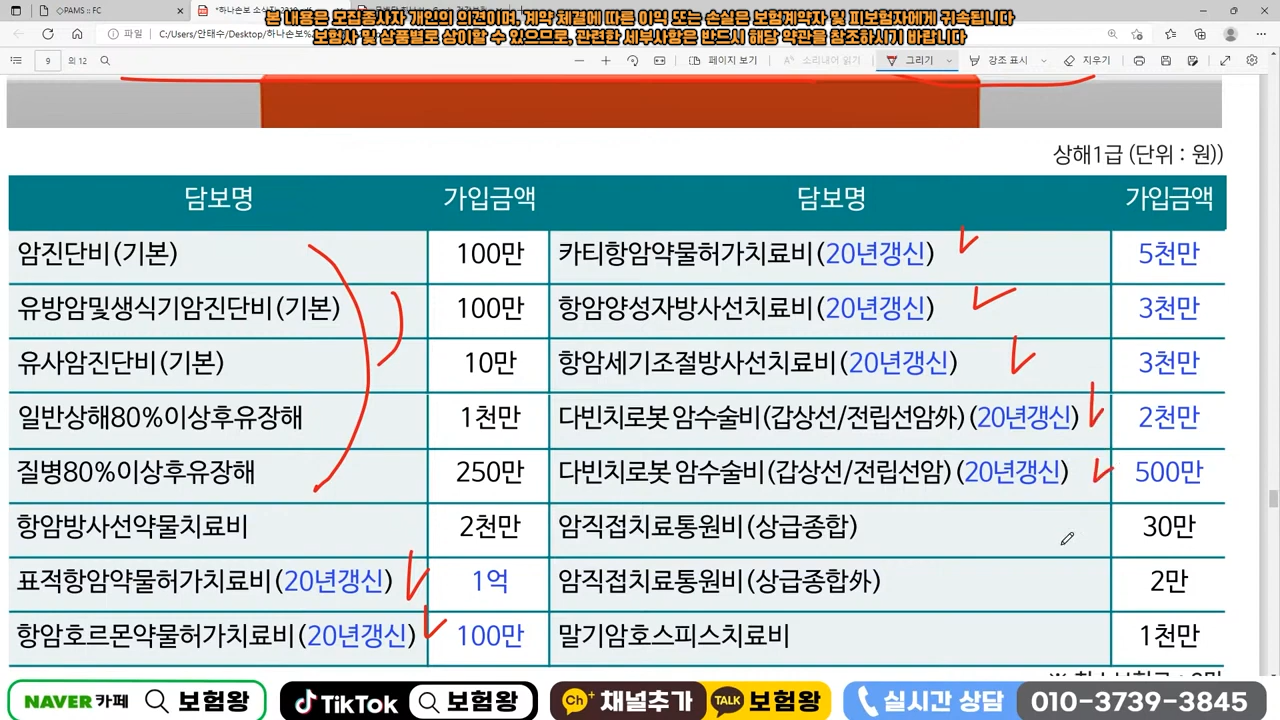 ◇PAMS :: FC
본 내용은 모집종사자 개인의 의견이며, 계약 체결에 따른 이익 또는 손실은 보험계약자 및 피보험자에게 귀속됩니다
보험사 및 상품별로 상이할 수 있으므로, 관련한 세부사항은 반드시 해당 약관을 참조하시기 바랍니다
파일 C:/Users/안태수/Desktop/하나손보
9 의 12 페이지 보기 소리내어 읽기 그리기 강조 표시 지우기
상해1급 (단위 : 원))
담보명 가입금액 담보명 가입금액
암진단비(기본) 100만 카티항암약물허가치료비(20년갱신) 5천만
유방암및생식기암진단비(기본) 100만 항암양성자방사선치료비(20년갱신) 3천만
유사암진단비(기본) 10만 항암세기조절방사선치료비(20년갱신) 3천만
일반상해80%이상후유장해 1천만 다빈치로봇 암수술비(갑상선/전립선암外) (20년갱신) 2천만
질병80%이상후유장해 250만 다빈치로봇 암수술비(갑상선/전립선암) (20년갱신) 500만
항암방사선약물치료비 2천만 암직접치료통원비(상급종합) 30만
표적항암약물허가치료비(20년갱신) 1억 암직접치료통원비(상급종합外) 2만
항암호르몬약물허가치료비(20년갱신) 100만 말기암호스피스치료비 1천만
NAVER 카페 보험왕 TikTok 보험왕 Ch+ 채널추가 TALK 보험왕 실시간 상담 010-3739-3845